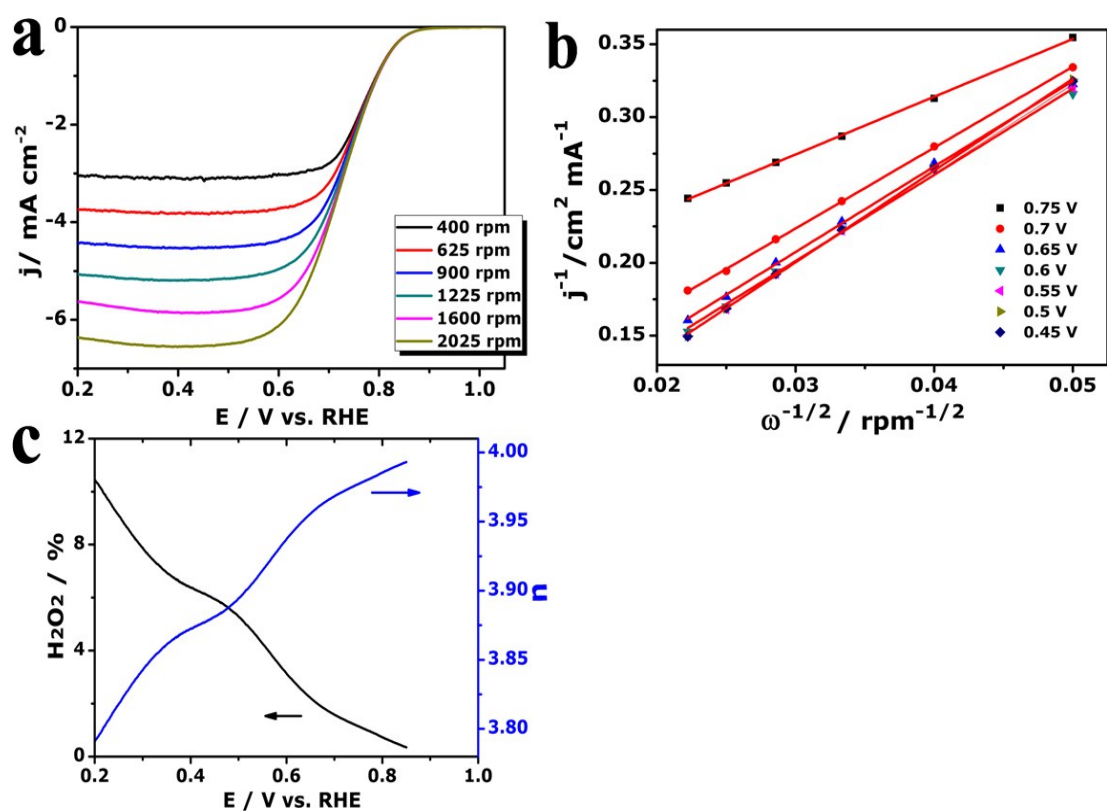 a
0
-2
-4
-6
j/ mA cm⁻²
400 rpm
625 rpm
900 rpm
1225 rpm
1600 rpm
2025 rpm
0.2 0.4 0.6 0.8 1.0
E / V vs. RHE
b
0.35
0.30
0.25
0.20
0.15
j⁻¹ /cm² mA⁻¹
0.75 V
0.7 V
0.65 V
0.6 V
0.55 V
0.5 V
0.45 V
0.02 0.03 0.04 0.05
ω⁻¹/² / rpm⁻¹/²
c
12
8
4
0
H₂O₂ / %
4.00
3.95
3.90
3.85
3.80
n
0.2 0.4 0.6 0.8 1.0
E / V vs. RHE